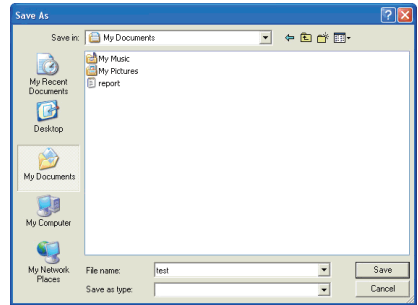 Save As
Save in: My Documents
My Music
My Pictures
report
My Recent
Documents
Desktop
My Documents
My Computer
My Network
Places
File name: test
Save
Save as type:
Cancel